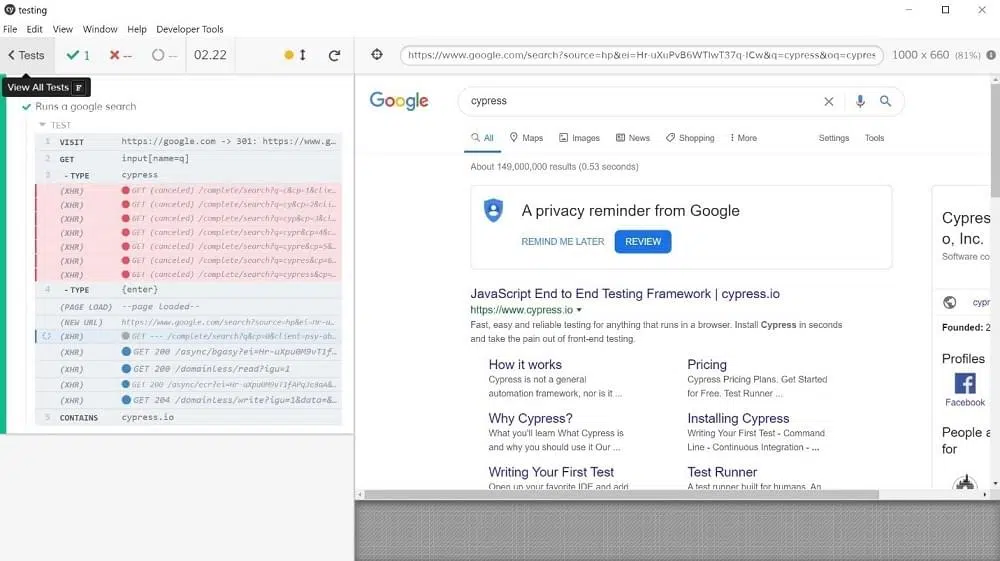 testing
File Edit View Window Help Developer Tools
Tests 1 -- -- 02.22
https://www.google.com/search?source=hp&ei=Hr-uXuPvB6WTlwT37q-ICw&q=cypress&oq=cypres
1000 x 660 (81%)
View All Tests F
Runs a google search
TEST
1 VISIT https://google.com -> 301: https://www.g…
2 GET input[name=q]
3 - TYPE cypress
(XHR) GET (canceled) /complete/search?q=c&cp=1&clie…
(XHR) GET (canceled) /complete/search?q=cy&cp=2&clie…
(XHR) GET (canceled) /complete/search?q=cyp&cp=3&cl…
(XHR) GET (canceled) /complete/search?q=cypr&cp=4&c…
(XHR) GET (canceled) /complete/search?q=cypre&cp=5&…
(XHR) GET (canceled) /complete/search?q=cypres&cp=6…
(XHR) GET (canceled) /complete/search?q=cypress&cp=…
4 - TYPE {enter}
(PAGE LOAD) --page loaded--
(NEW URL) https://www.google.com/search?source=hp&ei=Hr-u…
(XHR) GET --- /complete/search?q&cp=0&client=psy-ab…
(XHR) GET 200 /async/bgasy?ei=Hr-uXpu0M9vT1f…
(XHR) GET 200 /domainless/read?igu=1
(XHR) GET 200 /async/ecr?ei=
(XHR) GET 204 /domainless/write?igu=1&data=&…
5 CONTAINS cypress.io
Google
cypress
All Maps Images News Shopping More Settings Tools
About 149,000,000 results (0.53 seconds)
A privacy reminder from Google
REMIND ME LATER REVIEW
JavaScript End to End Testing Framework | cypress.io
https://www.cypress.io
Fast, easy and reliable testing for anything that runs in a browser. Install Cypress in seconds
and take the pain out of front-end testing.
How it works
Cypress is not a general
automation framework, nor is it ...
Pricing
Cypress Pricing Plans. Get Started
for Free. Test Runner ...
Why Cypress?
What you'll learn What Cypress is
and why you should use it Our ...
Installing Cypress
Writing Your First Test - Command
Line - Continuous Integration - ...
Writing Your First Test
Open up your favorite IDE and add
Test Runner
A test runner built for humans. An
Cypres
o, Inc.
Software co
cypr
Founded: 2
Profiles
Facebook
People a
for